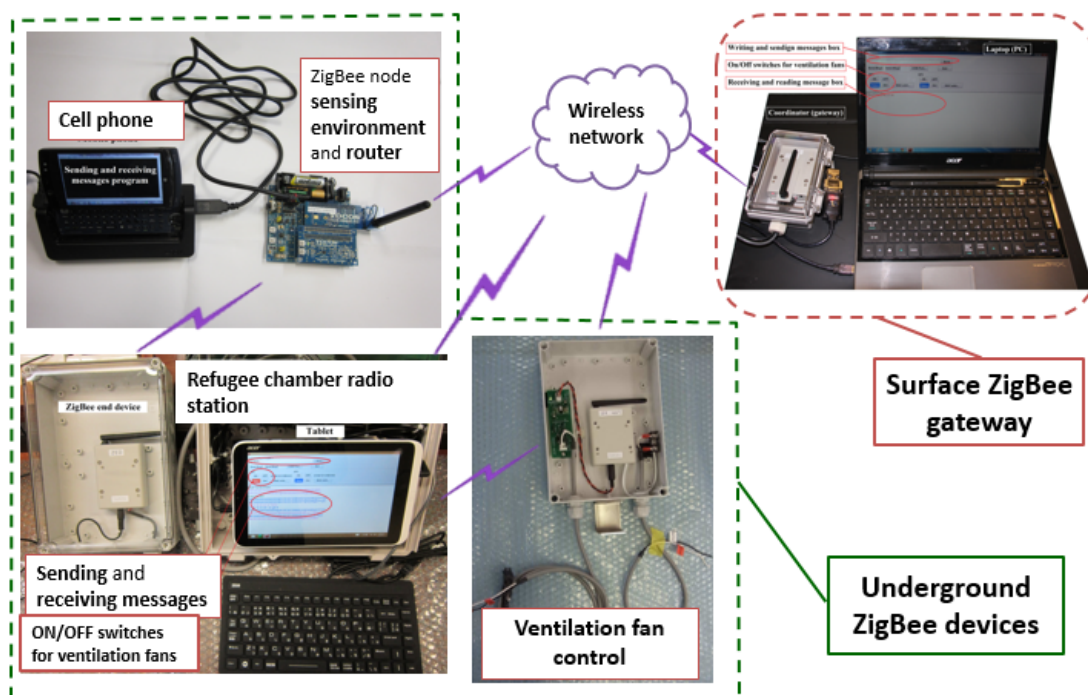 Cell phone
Sending and receiving
messages program
ZigBee node
sensing
environment
and router
Wireless
network
Writing and sendign messages box
On/Off switches for ventilation fans
Receiving and reading message box
Laptop (PC)
Coordinator (gateway)
acer
Surface ZigBee
gateway
ZigBee end device
Refugee chamber radio
station
Tablet
acer
Sending and
receiving messages
ON/OFF switches
for ventilation fans
Ventilation fan
control
Underground
ZigBee devices